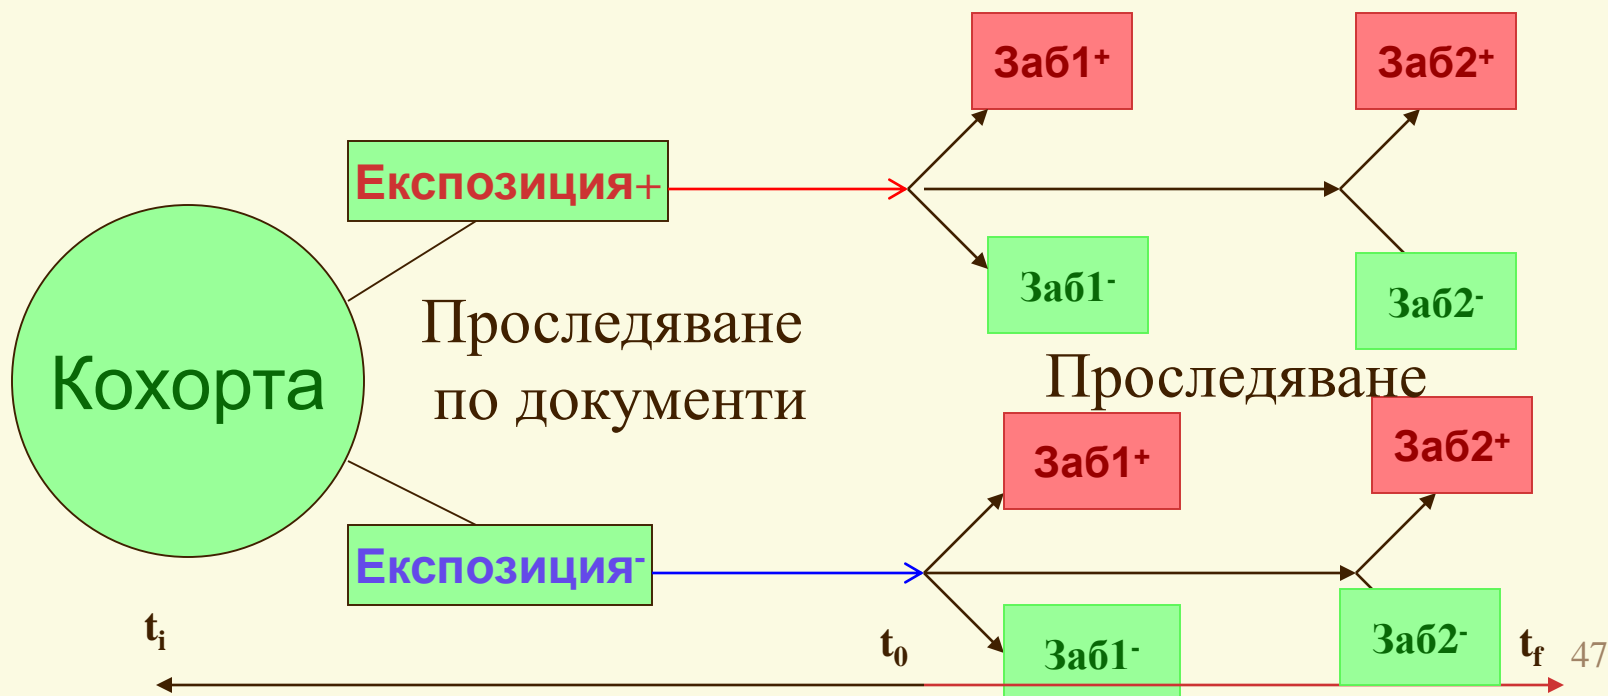 Заб1⁺
Заб2⁺
Експозиция+
Заб1⁻
Заб2⁻
Проследяване
по документи
Кохорта
Проследяване
Заб1⁺
Заб2⁺
Експозиция⁻
Заб1⁻
Заб2⁻
tᵢ
t₀
t_f
47